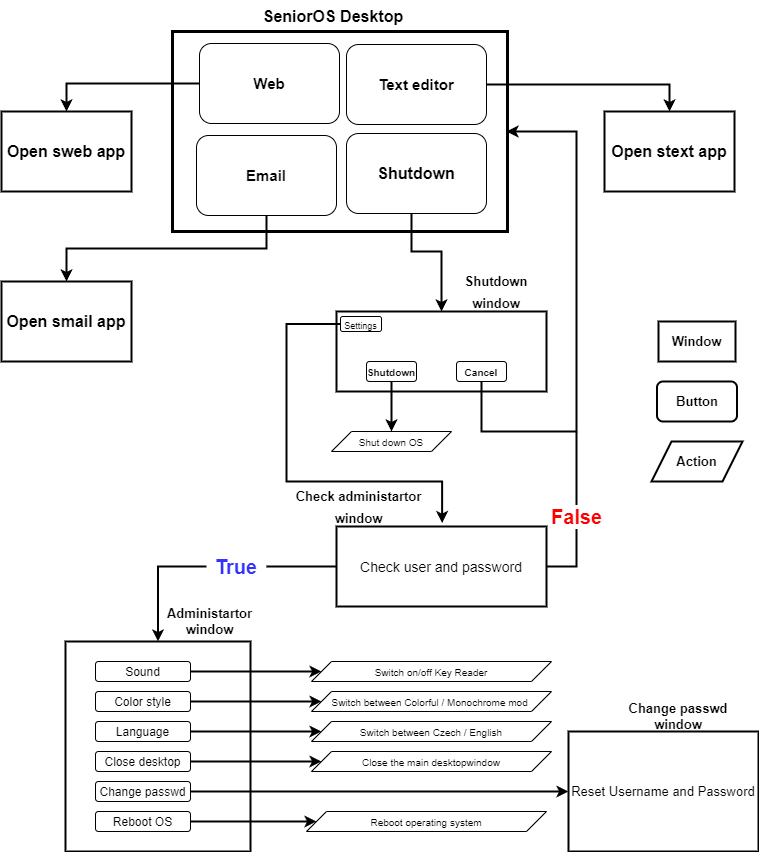 SeniorOS Desktop
Web
Text editor
Open sweb app
Open stext app
Email
Shutdown
Open smail app
Shutdown
window
Settings
Shutdown
Cancel
Shut down OS
Window
Button
Action
Check administartor
window
False
Check user and password
True
Administartor
window
Sound
Switch on/off Key Reader
Color style
Switch between Colorful / Monochrome mod
Language
Switch between Czech / English
Close desktop
Close the main desktopwindow
Change passwd
window
Change passwd
Reset Username and Password
Reboot OS
Reboot operating system